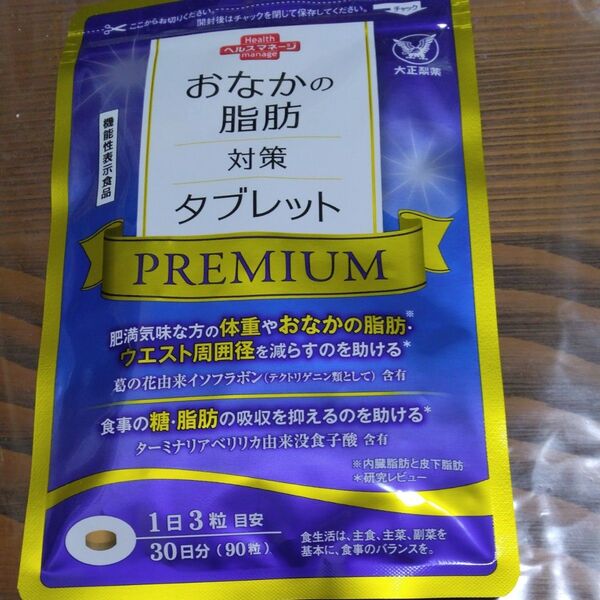 ここからお切りください。
開封後はチャックを閉じて保存してください。
チャック
Health
ヘルスマネージ
manage
大正製薬
機能性表示食品
おなかの
脂肪
対策
タブレット
PREMIUM
肥満気味な方の体重やおなかの脂肪※・
ウエスト周囲径を減らすのを助ける*
葛の花由来イソフラボン(テクトリゲニン類として)含有
食事の糖・脂肪の吸収を抑えるのを助ける*
ターミナリアベリリカ由来没食子酸 含有
※内臓脂肪と皮下脂肪
*研究レビュー
1日3粒 目安
30日分(90粒)
食生活は、主食、主菜、副菜を
基本に、食事のバランスを。